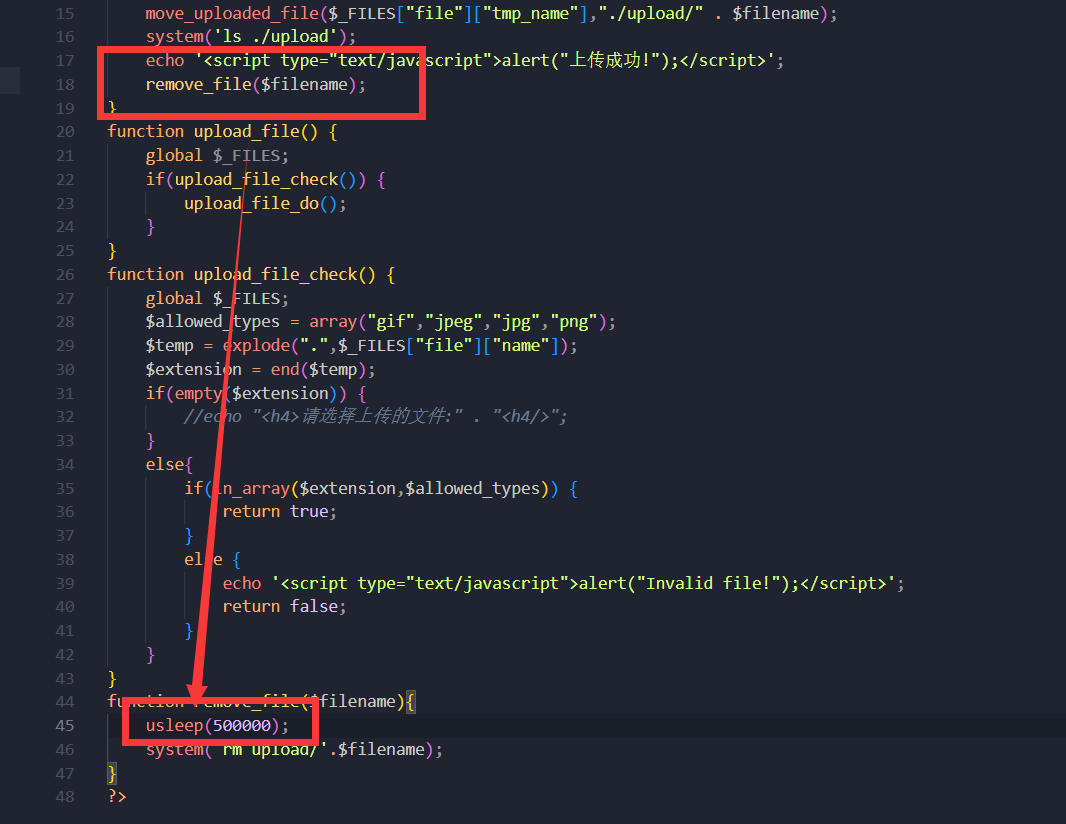 15 move_uploaded_file($_FILES["file"]["tmp_name"],"./upload/" . $filename);
16 system('ls ./upload');
17 echo '<script type="text/javascript">alert("上传成功!");</script>';
18 remove_file($filename);
19 }
20 function upload_file() {
21 global $_FILES;
22 if(upload_file_check()) {
23 upload_file_do();
24 }
25 }
26 function upload_file_check() {
27 global $_FILES;
28 $allowed_types = array("gif","jpeg","jpg","png");
29 $temp = explode(".",$_FILES["file"]["name"]);
30 $extension = end($temp);
31 if(empty($extension)) {
32 //echo "<h4>请选择上传的文件:" . "<h4/>";
33 }
34 else{
35 if(in_array($extension,$allowed_types)) {
36 return true;
37 }
38 else {
39 echo '<script type="text/javascript">alert("Invalid file!");</script>';
40 return false;
41 }
42 }
43 }
44 function remove_file($filename){
45 usleep(500000);
46 system('rm upload/'.$filename);
47 }
48 ?>